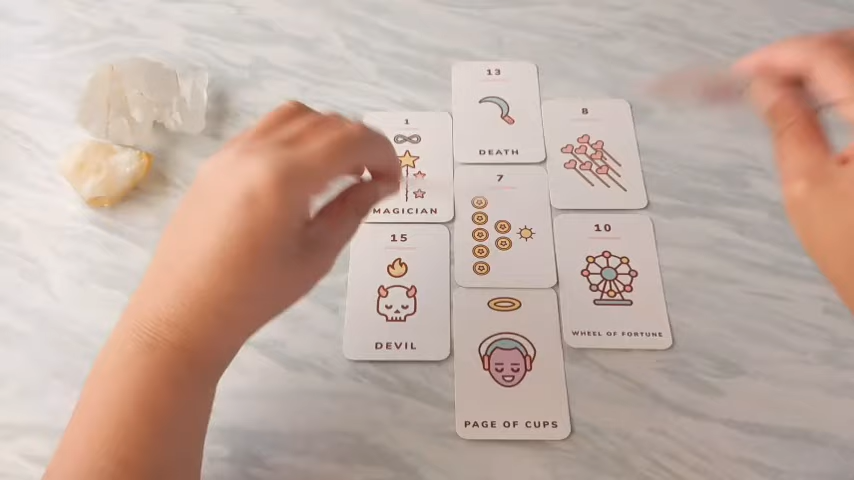 13
DEATH
1
MAGICIAN
8
7
15
DEVIL
10
WHEEL OF FORTUNE
PAGE OF CUPS